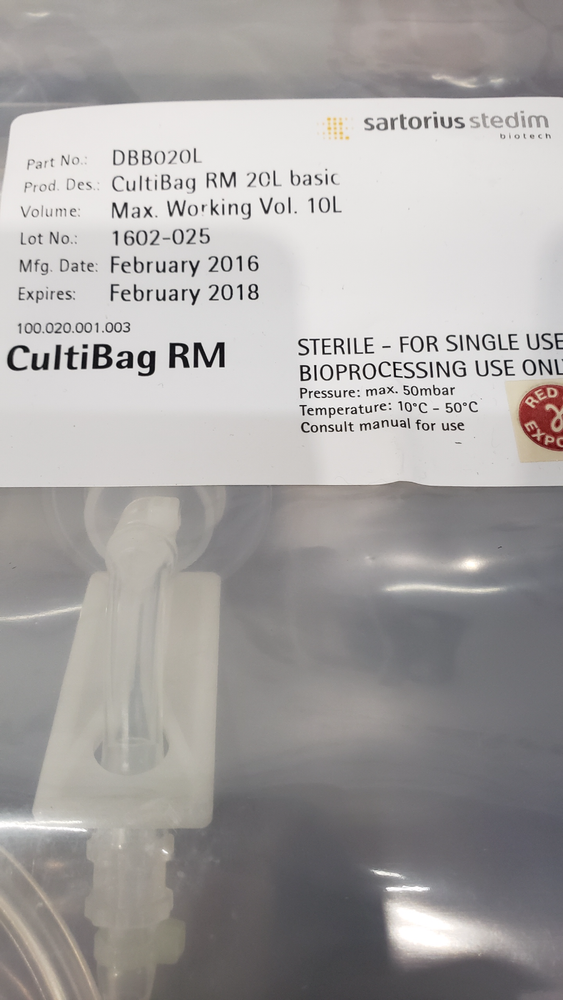 sartorius stedim
biotech
Part No.: DBB020L
Prod. Des.: CultiBag RM 20L basic
Volume: Max. Working Vol. 10L
Lot No.: 1602-025
Mfg. Date: February 2016
Expires: February 2018
100.020.001.003
CultiBag RM
STERILE - FOR SINGLE USE
BIOPROCESSING USE
Pressure: max. 50mbar
Temperature: 10°C - 50°C
Consult manual for use
RED